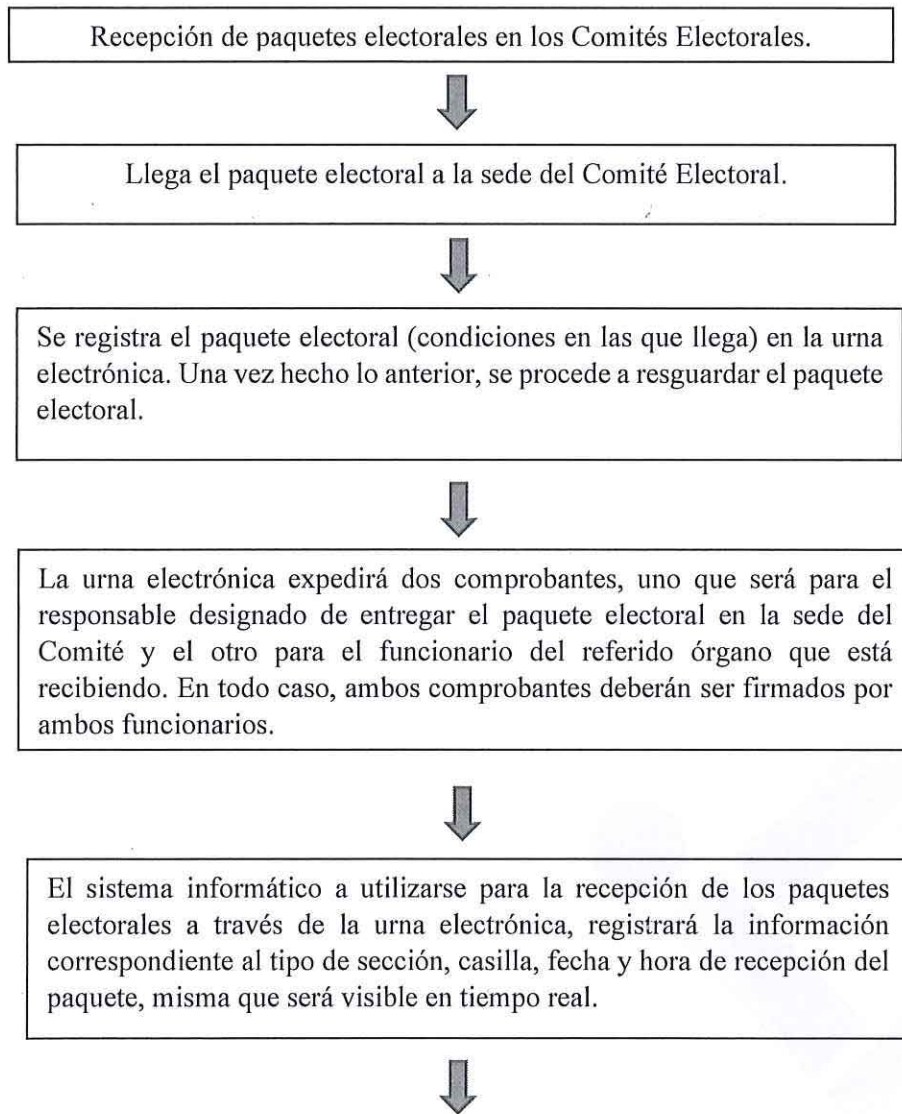 Recepción de paquetes electorales en los Comités Electorales.
Llega el paquete electoral a la sede del Comité Electoral.
Se registra el paquete electoral (condiciones en las que llega) en la urna
electrónica. Una vez hecho lo anterior, se procede a resguardar el paquete
electoral.
La urna electrónica expedirá dos comprobantes, uno que será para el
responsable designado de entregar el paquete electoral en la sede del
Comité y el otro para el funcionario del referido órgano que está
recibiendo. En todo caso, ambos comprobantes deberán ser firmados por
ambos funcionarios.
El sistema informático a utilizarse para la recepción de los paquetes
electorales a través de la urna electrónica, registrará la información
correspondiente al tipo de sección, casilla, fecha y hora de recepción del
paquete, misma que será visible en tiempo real.